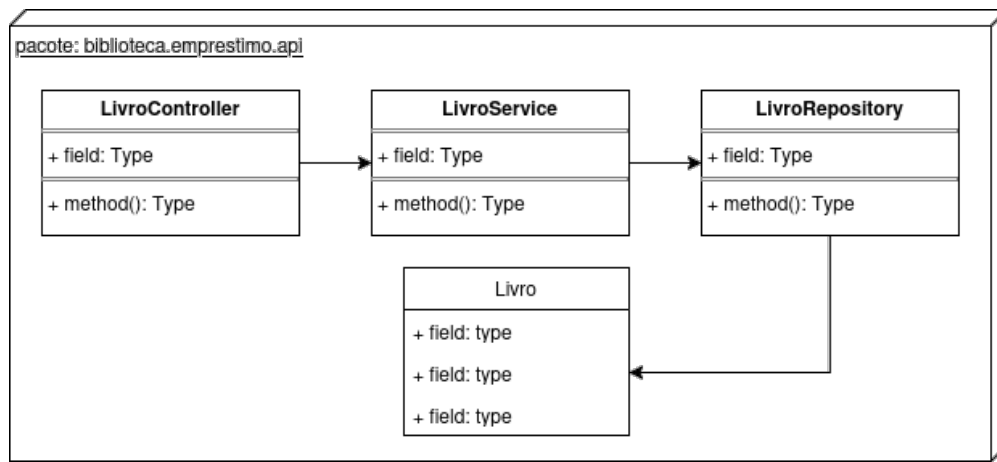 pacote: biblioteca.emprestimo.api
LivroController
+ field: Type
+ method(): Type
LivroService
+ field: Type
+ method(): Type
LivroRepository
+ field: Type
+ method(): Type
Livro
+ field: type
+ field: type
+ field: type